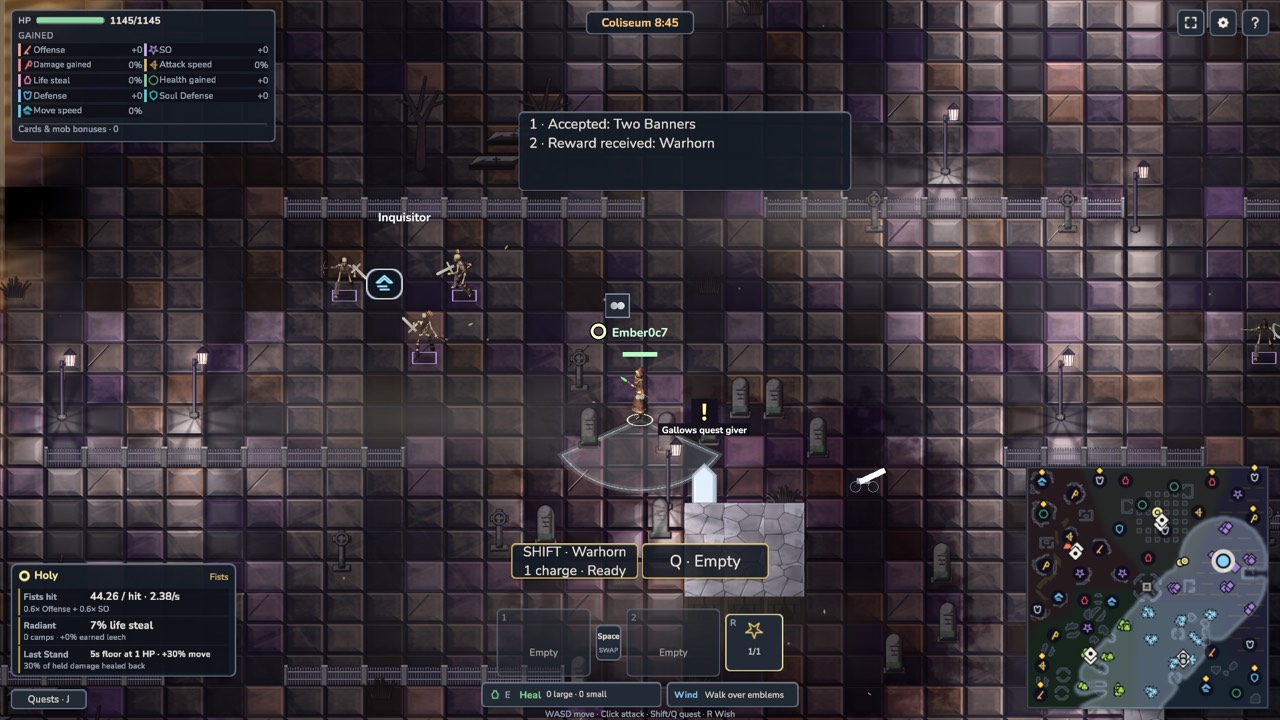 HP 1145/1145
Coliseum 8:45
?
GAINED
Offense +0 SO +0
Damage gained 0% Attack speed 0%
Life steal 0% Health gained +0
Defense +0 Soul Defense +0
Move speed 0%
Cards & mob bonuses · 0
1 · Accepted: Two Banners
2 · Reward received: Warhorn
Inquisitor
Ember0c7
!
Gallows quest giver
SHIFT · Warhorn
1 charge · Ready
Q · Empty
Holy Fists
Fists hit 44.26 / hit · 2.38/s
0.6× Offense + 0.6× SO
Radiant 7% life steal
0 camps · +0% earned leech
Last Stand 5s floor at 1 HP · +30% move
30% of held damage healed back
1
Empty
Space
SWAP
2
Empty
R
1/1
Quests · J
E Heal 0 large · 0 small
Wind Walk over emblems
WASD move · Click attack · Shift/Q quest · R Wish